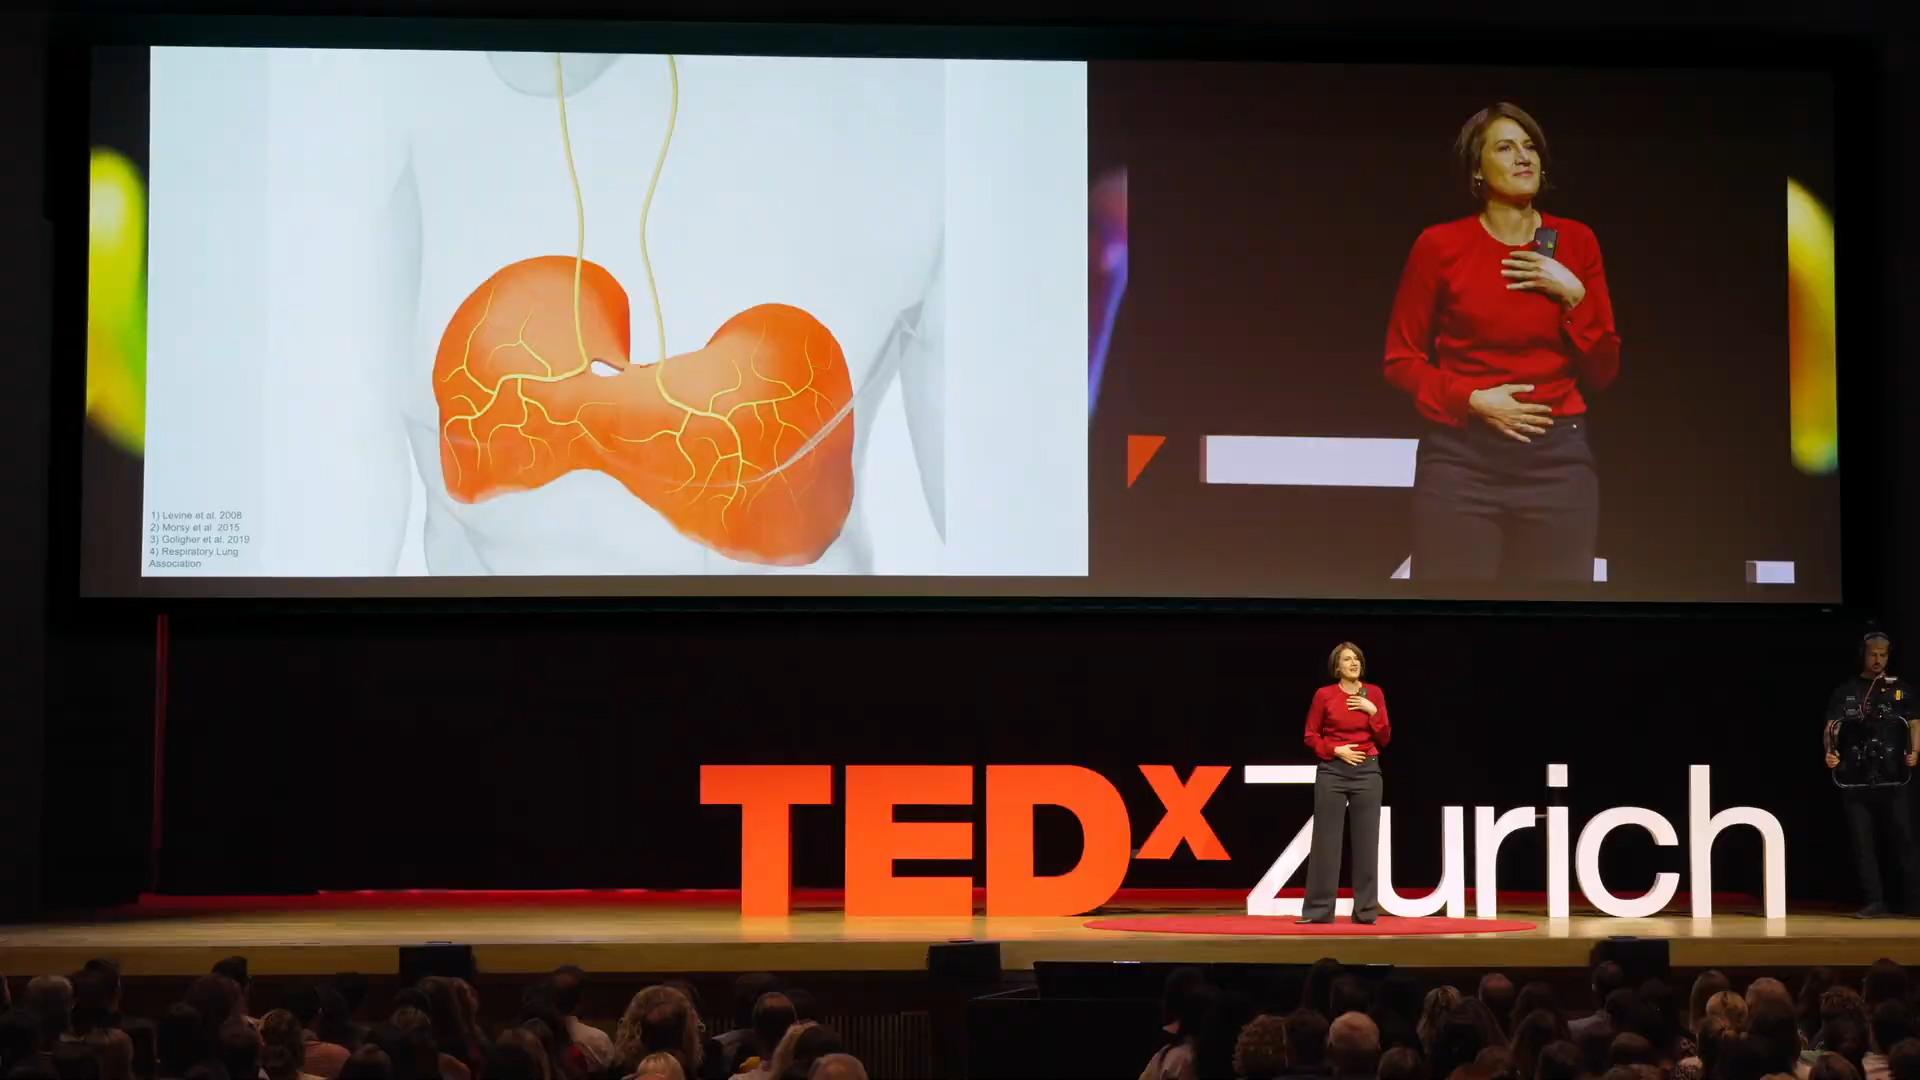 1) Levine et al. 2008
2) Morsy et al 2015
3) Goligher et al. 2019
4) Respiratory Lung
Association
TEDx Zurich